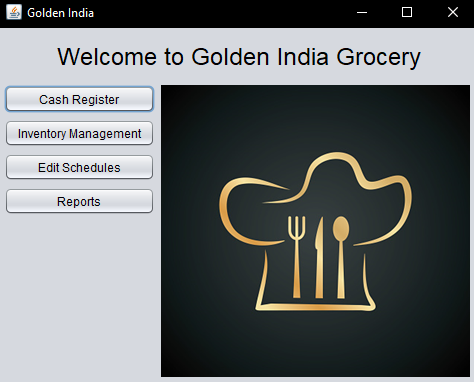 Golden India
Welcome to Golden India Grocery
Cash Register
Inventory Management
Edit Schedules
Reports